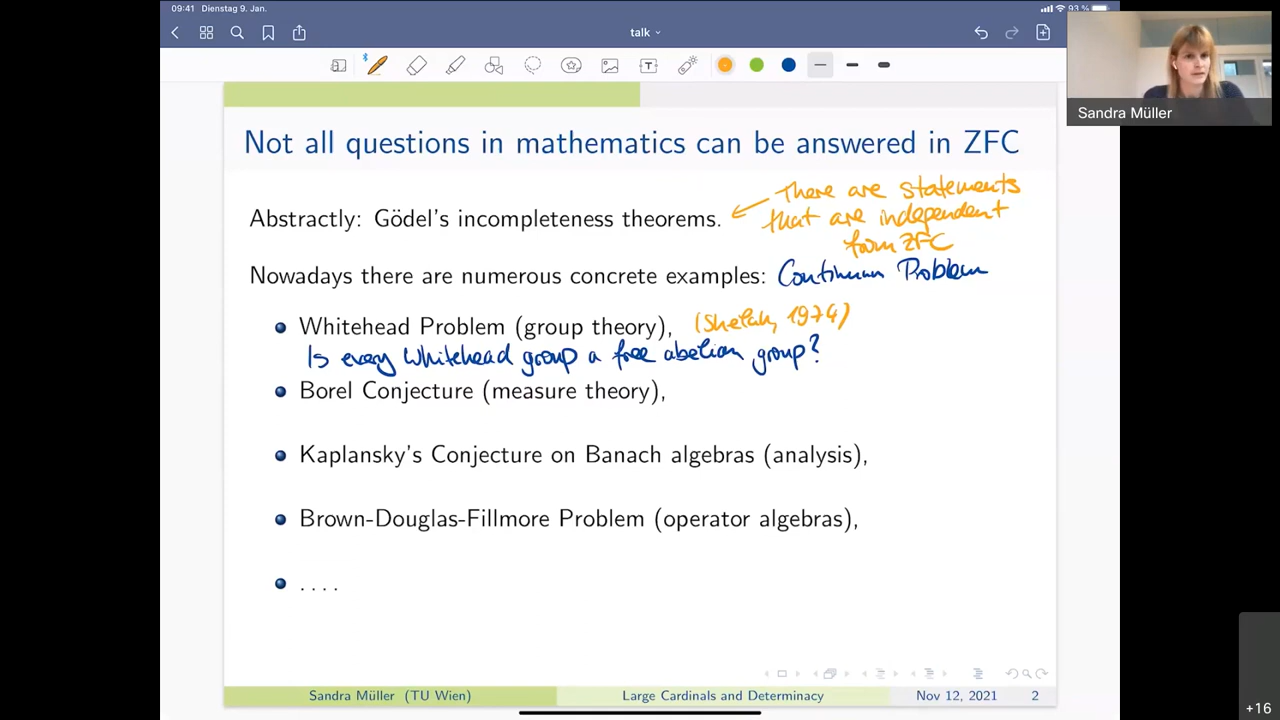 09:41 Dienstag 9. Jan.
93 %
talk
Sandra Müller
Not all questions in mathematics can be answered in ZFC
There are statements
Abstractly: Gödel's incompleteness theorems.
that are independent
from ZFC
Nowadays there are numerous concrete examples: Continuum Problem
Whitehead Problem (group theory), (Shelah, 1974)
Is every Whitehead group a free abelian group?
Borel Conjecture (measure theory),
Kaplansky's Conjecture on Banach algebras (analysis),
Brown-Douglas-Fillmore Problem (operator algebras),
. . . .
Sandra Müller (TU Wien) Large Cardinals and Determinacy Nov 12, 2021 2
+16